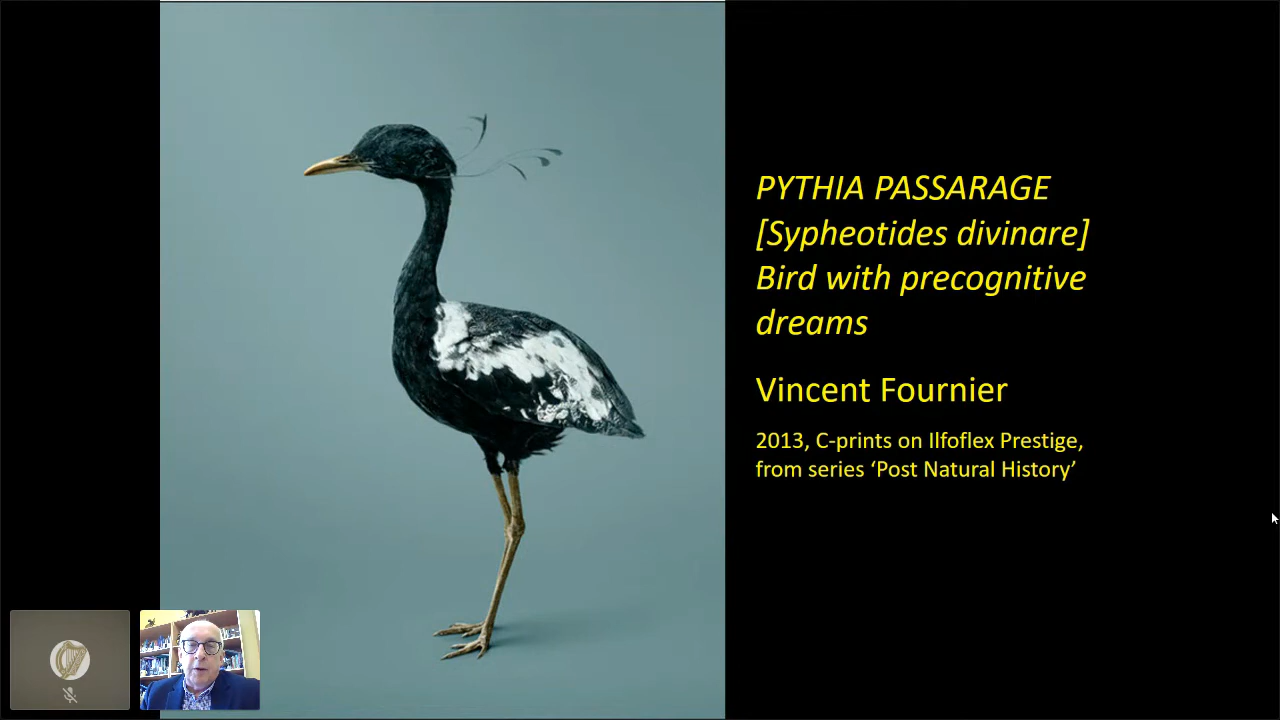 PYTHIA PASSARAGE
[Sypheotides divinare]
Bird with precognitive
dreams
Vincent Fournier
2013, C-prints on Ilfoflex Prestige,
from series ‘Post Natural History’